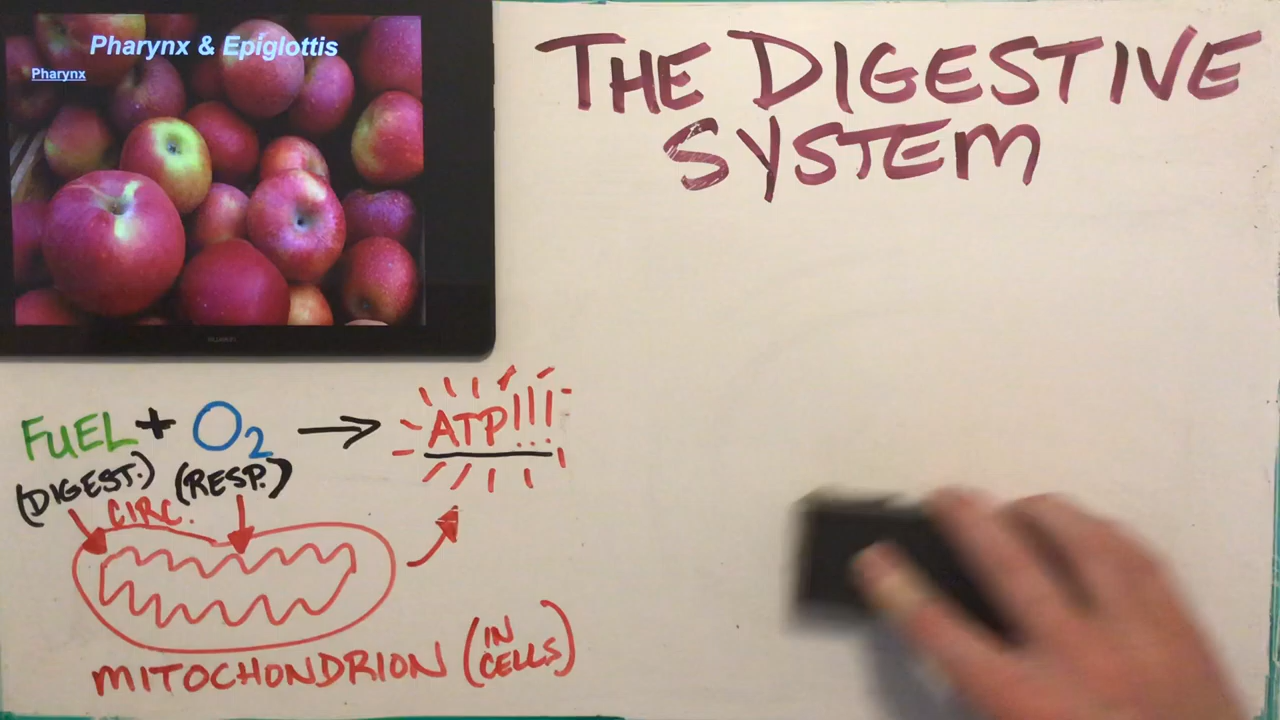 Pharynx & Epiglottis
Pharynx
THE DIGESTIVE
SYSTEM
FUEL + O2 → ATP!!!
(DIGEST.) (RESP.)
CIRC.
MITOCHONDRION (IN CELLS)